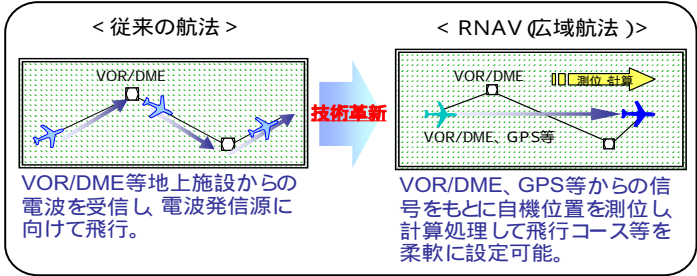 ＜従来の航法＞
VOR/DME
VOR/DME等地上施設からの
電波を受信し、電波発信源に
向けて飛行。
技術革新
＜ RNAV（広域航法）＞
VOR/DME
測位・計算
VOR/DME、GPS等
VOR/DME、GPS等からの信
号をもとに自機位置を測位し、
計算処理して飛行コース等を
柔軟に設定可能。